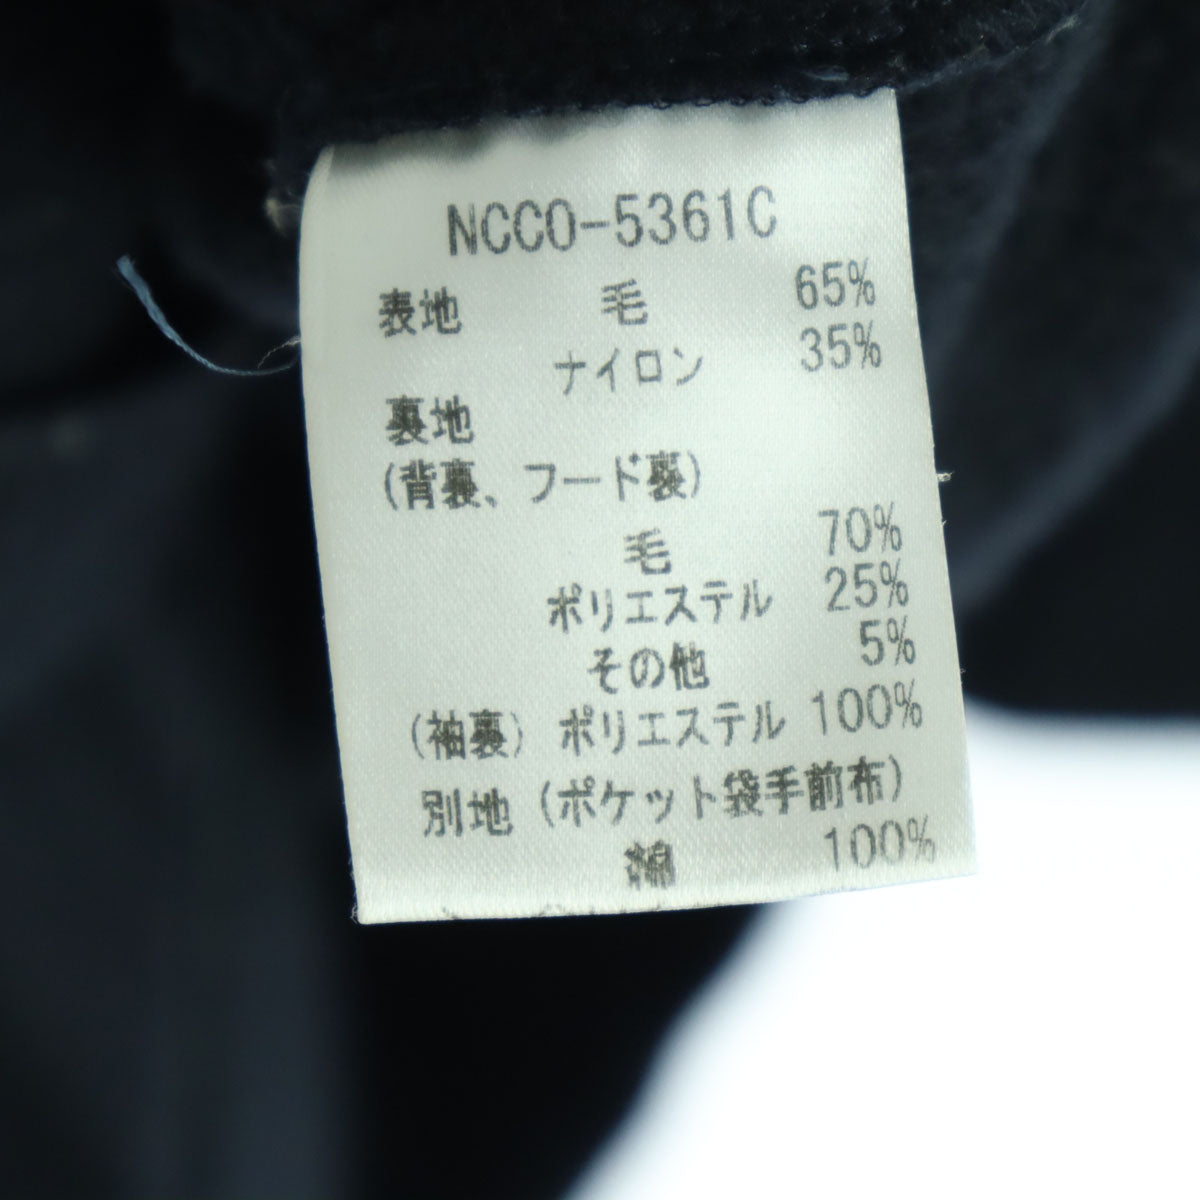 NCCO-5361C
表地 毛 65%
ナイロン 35%
裏地
(背裏、フード裏)
毛 70%
ポリエステル 25%
その他 5%
(袖裏) ポリエステル 100%
別地 (ポケット袋手前布)
綿 100%